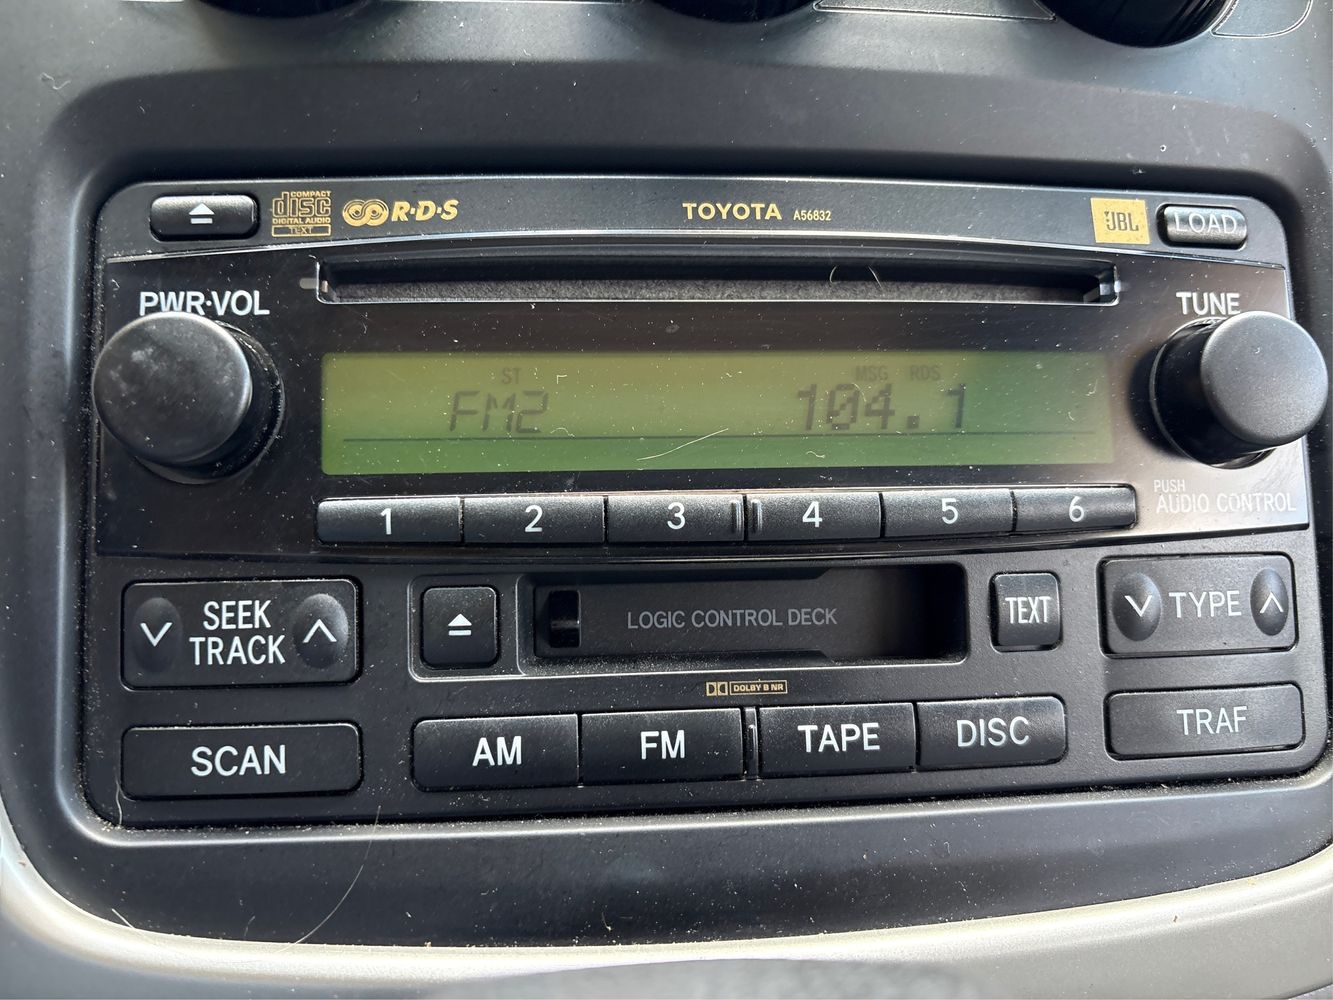 COMPACT
disc
DIGITAL AUDIO
TEXT
R·D·S
TOYOTA A56832
JBL
LOAD
PWR·VOL
TUNE
ST
MSG RDS
FM2
104.1
1 2 3 4 5 6
PUSH
AUDIO CONTROL
SEEK
TRACK
LOGIC CONTROL DECK
TEXT
TYPE
DOLBY B NR
SCAN
AM
FM
TAPE
DISC
TRAF